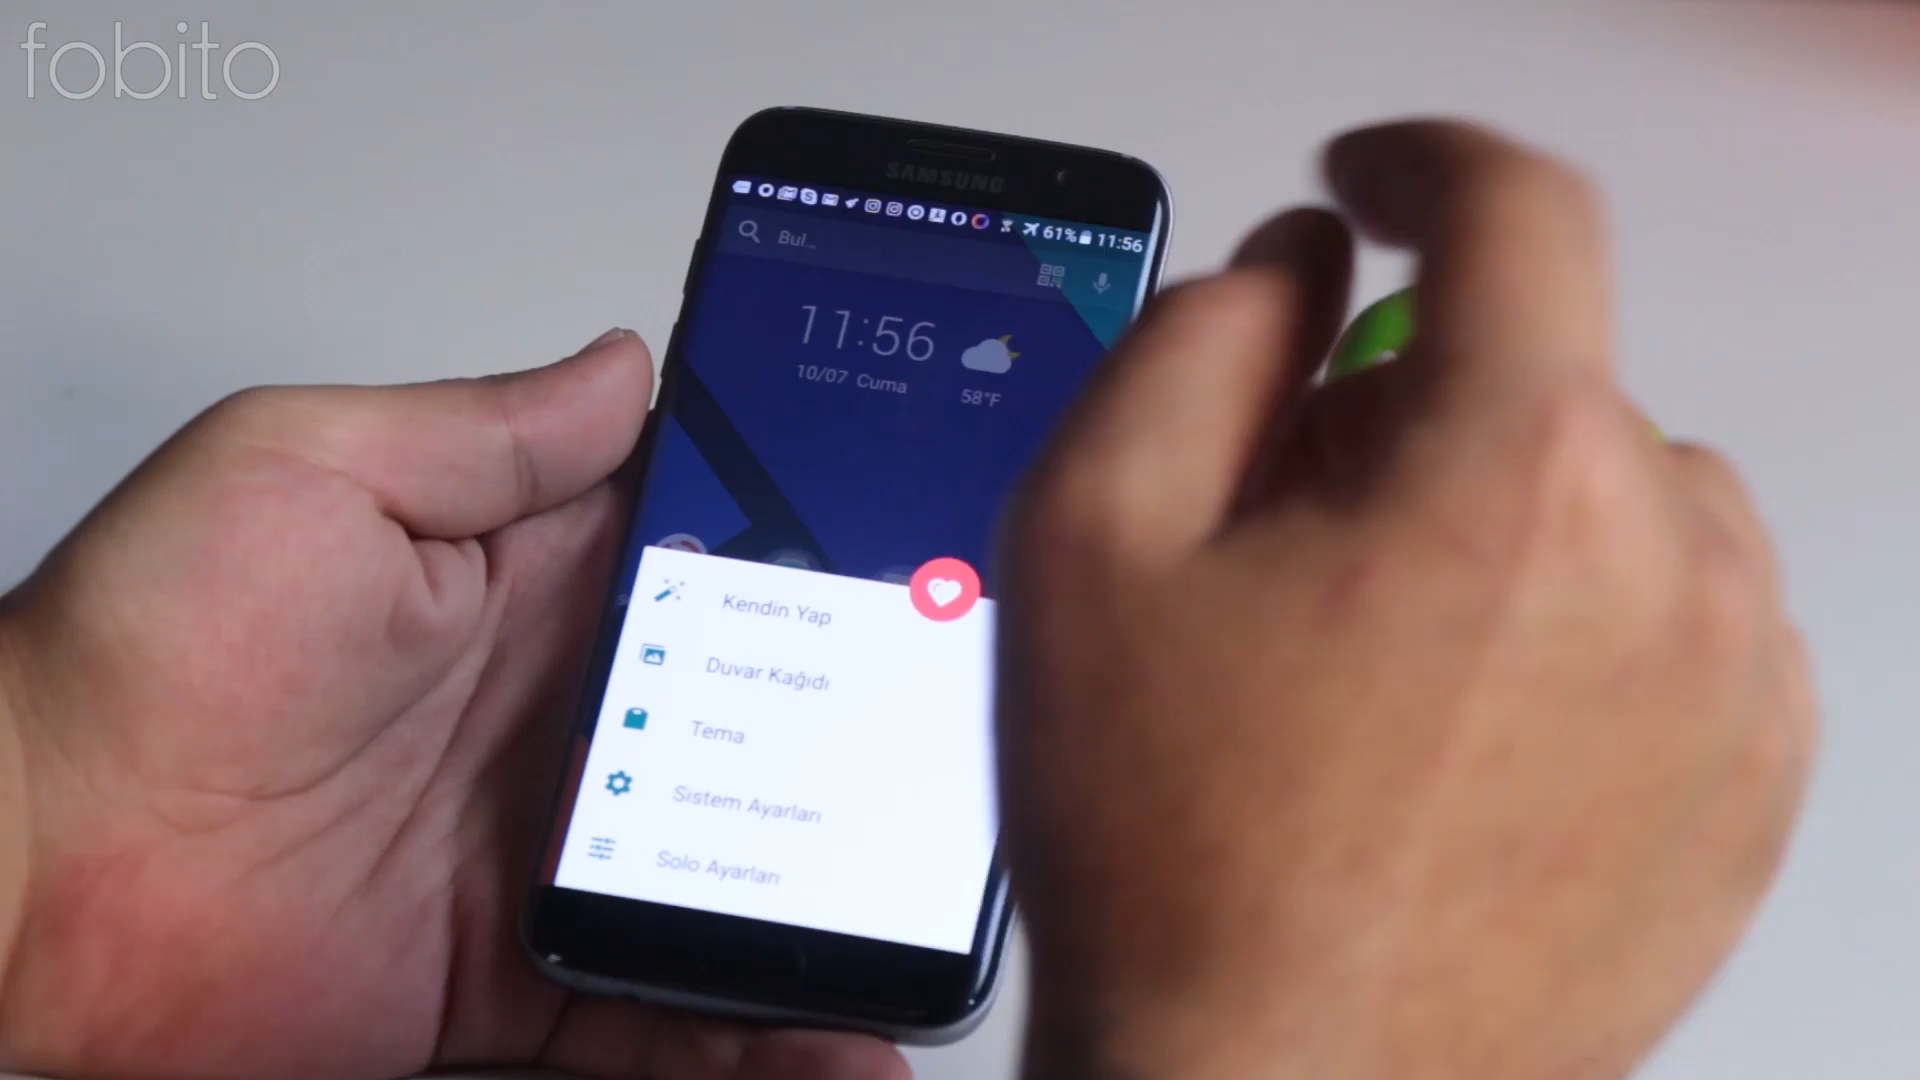 fobito
SAMSUNG
61% 11:56
Bul...
11:56
10/07 Cuma
58°F
Kendin Yap
Duvar Kağıdı
Tema
Sistem Ayarları
Solo Ayarları